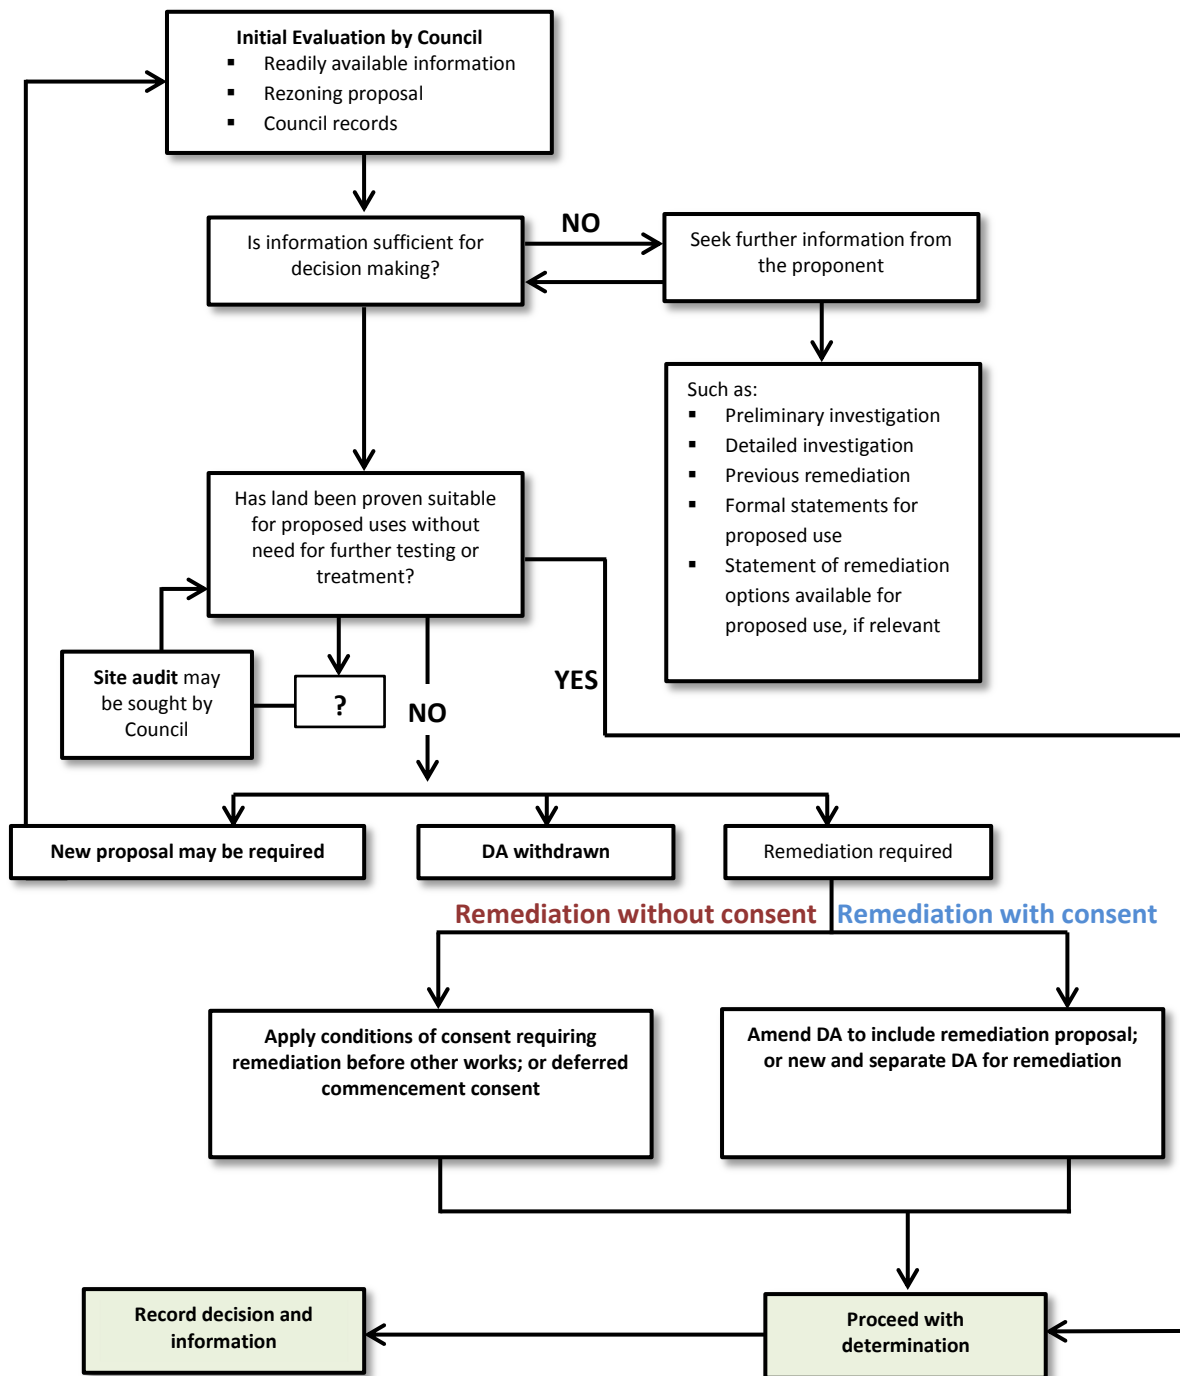 Initial Evaluation by Council
▪ Readily available information
▪ Rezoning proposal
▪ Council records
Is information sufficient for
decision making?
NO
Seek further information from
the proponent
Such as:
▪ Preliminary investigation
▪ Detailed investigation
▪ Previous remediation
▪ Formal statements for
proposed use
▪ Statement of remediation
options available for
proposed use, if relevant
Has land been proven suitable
for proposed uses without
need for further testing or
treatment?
Site audit may
be sought by
Council
?
NO
YES
New proposal may be required
DA withdrawn
Remediation required
Remediation without consent
Remediation with consent
Apply conditions of consent requiring
remediation before other works; or deferred
commencement consent
Amend DA to include remediation proposal;
or new and separate DA for remediation
Record decision and
information
Proceed with
determination